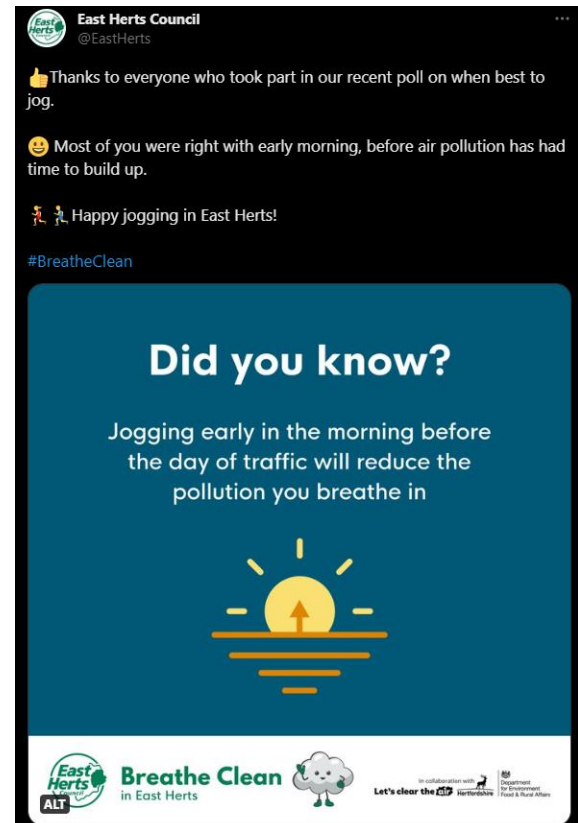 East Herts Council
@EastHerts
👍Thanks to everyone who took part in our recent poll on when best to
jog.
😀 Most of you were right with early morning, before air pollution has had
time to build up.
🏃🏃Happy jogging in East Herts!
#BreatheClean
Did you know?
Jogging early in the morning before
the day of traffic will reduce the
pollution you breathe in
East
Herts
Council
Breathe Clean
in East Herts
In collaboration with
Let's clear the air
Hertfordshire
Department
for Environment
Food & Rural Affairs
ALT